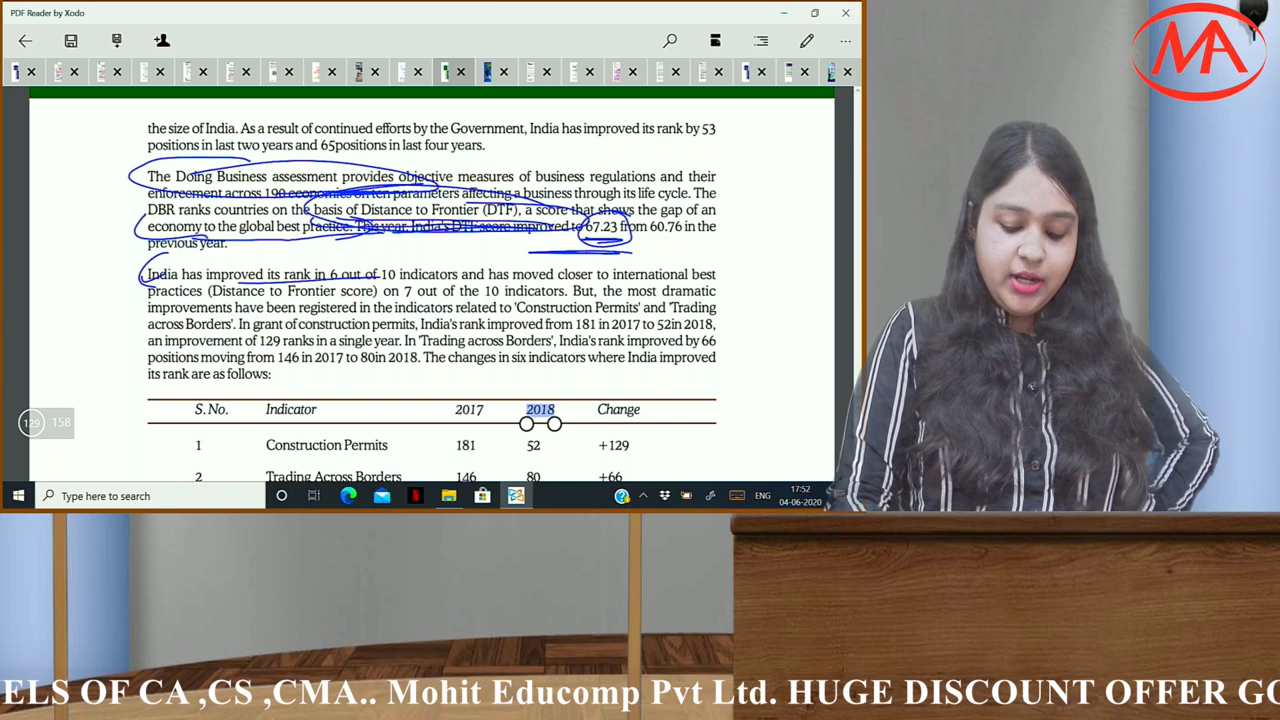 PDF Reader by Xodo
MA
the size of India. As a result of continued efforts by the Government, India has improved its rank by 53
positions in last two years and 65positions in last four years.
The Doing Business assessment provides objective measures of business regulations and their
enforcement across 190 economies on ten parameters affecting a business through its life cycle. The
DBR ranks countries on the basis of Distance to Frontier (DTF), a score that shows the gap of an
economy to the global best practice. This year, India's DTF score improved to 67.23 from 60.76 in the
previous year.
India has improved its rank in 6 out of 10 indicators and has moved closer to international best
practices (Distance to Frontier score) on 7 out of the 10 indicators. But, the most dramatic
improvements have been registered in the indicators related to 'Construction Permits' and 'Trading
across Borders'. In grant of construction permits, India's rank improved from 181 in 2017 to 52in 2018,
an improvement of 129 ranks in a single year. In 'Trading across Borders', India's rank improved by 66
positions moving from 146 in 2017 to 80in 2018. The changes in six indicators where India improved
its rank are as follows:
S. No. Indicator 2017 2018 Change
129 158
1 Construction Permits 181 52 +129
2 Trading Across Borders 146 80 +66
Type here to search
ENG
17:52
04-06-2020
ELS OF CA ,CS ,CMA.. Mohit Educomp Pvt Ltd. HUGE DISCOUNT OFFER GO